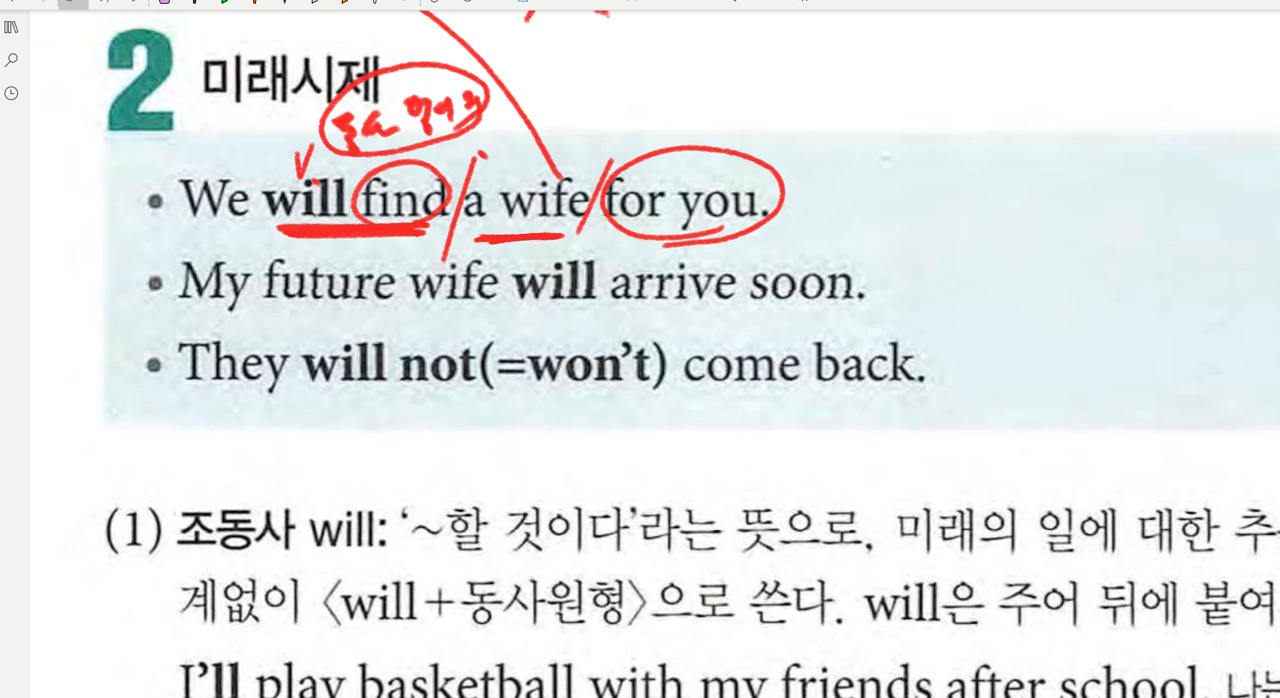 2 미래시제
• We will find a wife for you.
• My future wife will arrive soon.
• They will not(=won't) come back.
(1) 조동사 will: '~할 것이다'라는 뜻으로, 미래의 일에 대한 추
계없이 〈will+동사원형〉으로 쓴다. will은 주어 뒤에 붙여
I'll play basketball with my friends after school. 나는